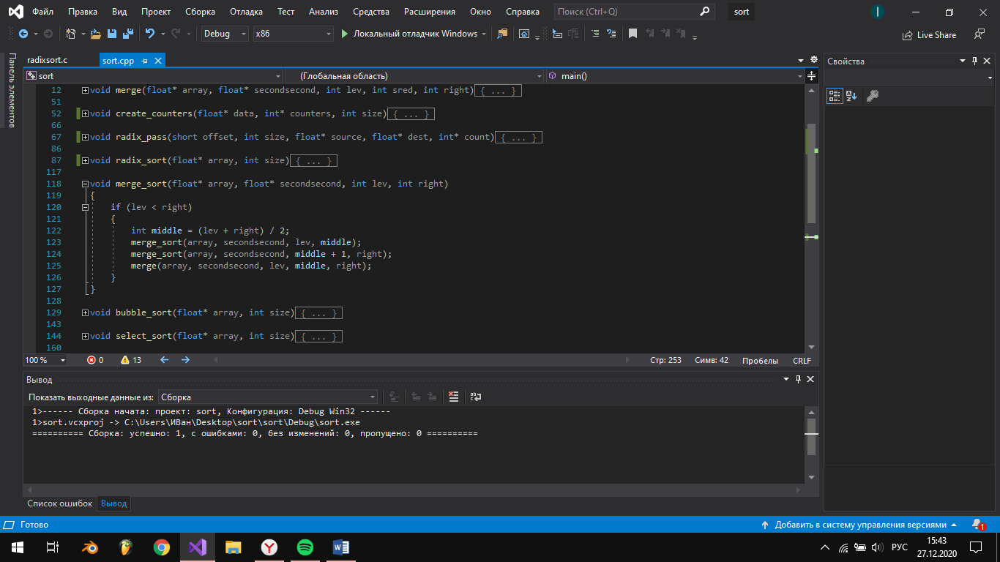 Файл Правка Вид Проект Сборка Отладка Тест Анализ Средства Расширения Окно Справка Поиск (Ctrl+Q) sort I
Debug x86 Локальный отладчик Windows Live Share
Панель элементов
radixsort.c sort.cpp
sort (Глобальная область) main()
12 void merge(float* array, float* secondsecond, int lev, int sred, int right){ ... }
51
52 void create_counters(float* data, int* counters, int size){ ... }
66
67 void radix_pass(short offset, int size, float* source, float* dest, int* count){ ... }
86
87 void radix_sort(float* array, int size){ ... }
117
118 void merge_sort(float* array, float* secondsecond, int lev, int right)
119 {
120 if (lev < right)
121 {
122 int middle = (lev + right) / 2;
123 merge_sort(array, secondsecond, lev, middle);
124 merge_sort(array, secondsecond, middle + 1, right);
125 merge(array, secondsecond, lev, middle, right);
126 }
127 }
128
129 void bubble_sort(float* array, int size){ ... }
143
144 void select_sort(float* array, int size){ ... }
160
100 % 0 13 Стр: 253 Симв: 42 Пробелы CRLF
Вывод
Показать выходные данные из: Сборка
1>------ Сборка начата: проект: sort, Конфигурация: Debug Win32 ------
1>sort.vcxproj -> C:\Users\ИВан\Desktop\sort\sort\Debug\sort.exe
========== Сборка: успешно: 1, с ошибками: 0, без изменений: 0, пропущено: 0 ==========
Список ошибок Вывод
Свойства
Готово Добавить в систему управления версиями 1
РУС 15:43
27.12.2020